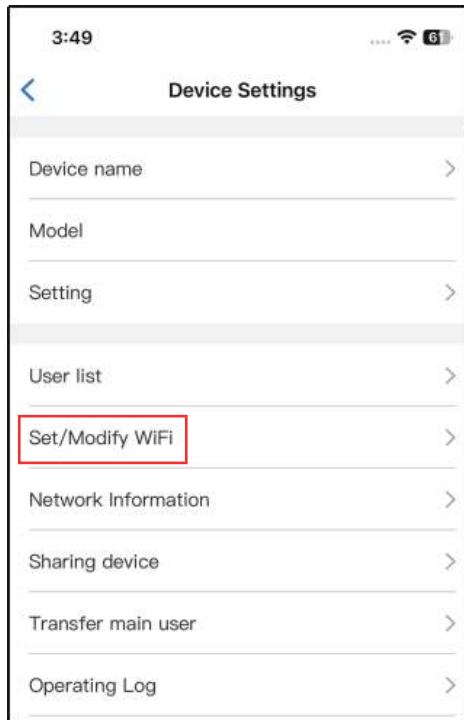 3:49
61
Device Settings
Device name
Model
Setting
User list
Set/Modify WiFi
Network Information
Sharing device
Transfer main user
Operating Log